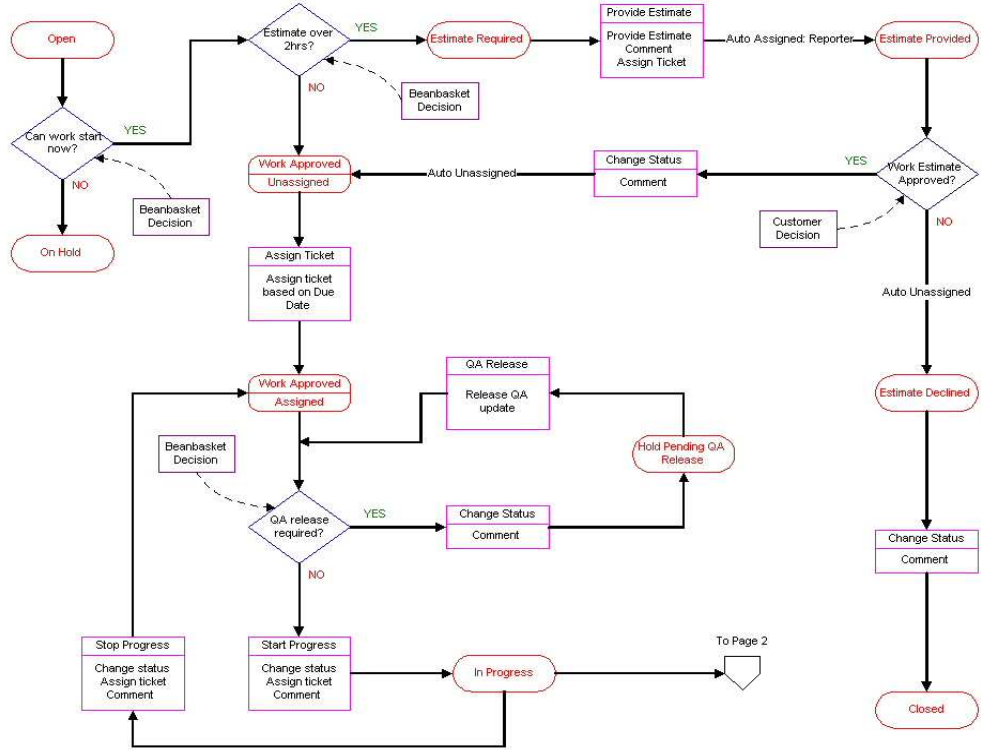 Open
Can work start
now?
YES
NO
On Hold
Beanbasket
Decision
Estimate over
2hrs?
YES
NO
Beanbasket
Decision
Estimate Required
Provide Estimate
Provide Estimate
Comment
Assign Ticket
Auto Assigned: Reporter
Estimate Provided
Work Estimate
Approved?
YES
NO
Customer
Decision
Change Status
Comment
Auto Unassigned
Work Approved
Unassigned
Assign Ticket
Assign ticket
based on Due
Date
Auto Unassigned
Estimate Declined
Change Status
Comment
Closed
Work Approved
Assigned
QA Release
Release QA
update
Hold Pending QA
Release
Beanbasket
Decision
QA release
required?
YES
NO
Change Status
Comment
Stop Progress
Change status
Assign ticket
Comment
Start Progress
Change status
Assign ticket
Comment
In Progress
To Page 2